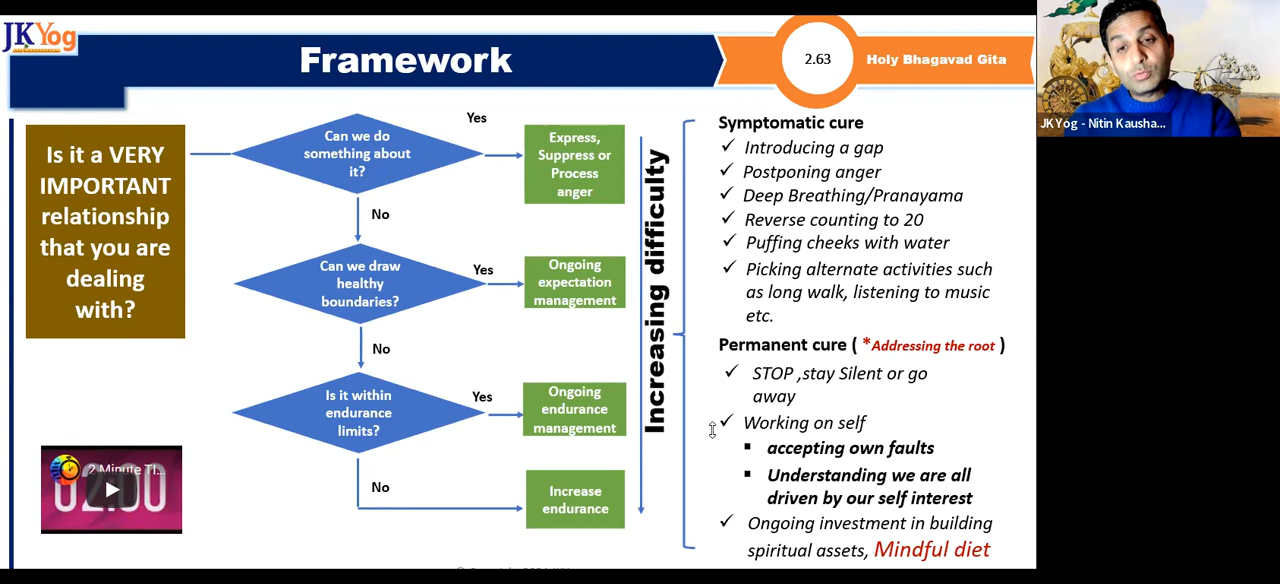 JKYog
Framework
2.63
Holy Bhagavad Gita
JKYog - Nitin Kausha...
Is it a VERY
IMPORTANT
relationship
that you are
dealing
with?
Can we do
something about
it?
Yes
Express,
Suppress or
Process
anger
No
Can we draw
healthy
boundaries?
Yes
Ongoing
expectation
management
No
Is it within
endurance
limits?
Yes
Ongoing
endurance
management
No
Increase
endurance
Increasing difficulty
2 Minute TI...
02:00
Symptomatic cure
✓ Introducing a gap
✓ Postponing anger
✓ Deep Breathing/Pranayama
✓ Reverse counting to 20
✓ Puffing cheeks with water
✓ Picking alternate activities such
as long walk, listening to music
etc.
Permanent cure ( *Addressing the root )
✓ STOP ,stay Silent or go
away
✓ Working on self
▪ accepting own faults
▪ Understanding we are all
driven by our self interest
✓ Ongoing investment in building
spiritual assets, Mindful diet